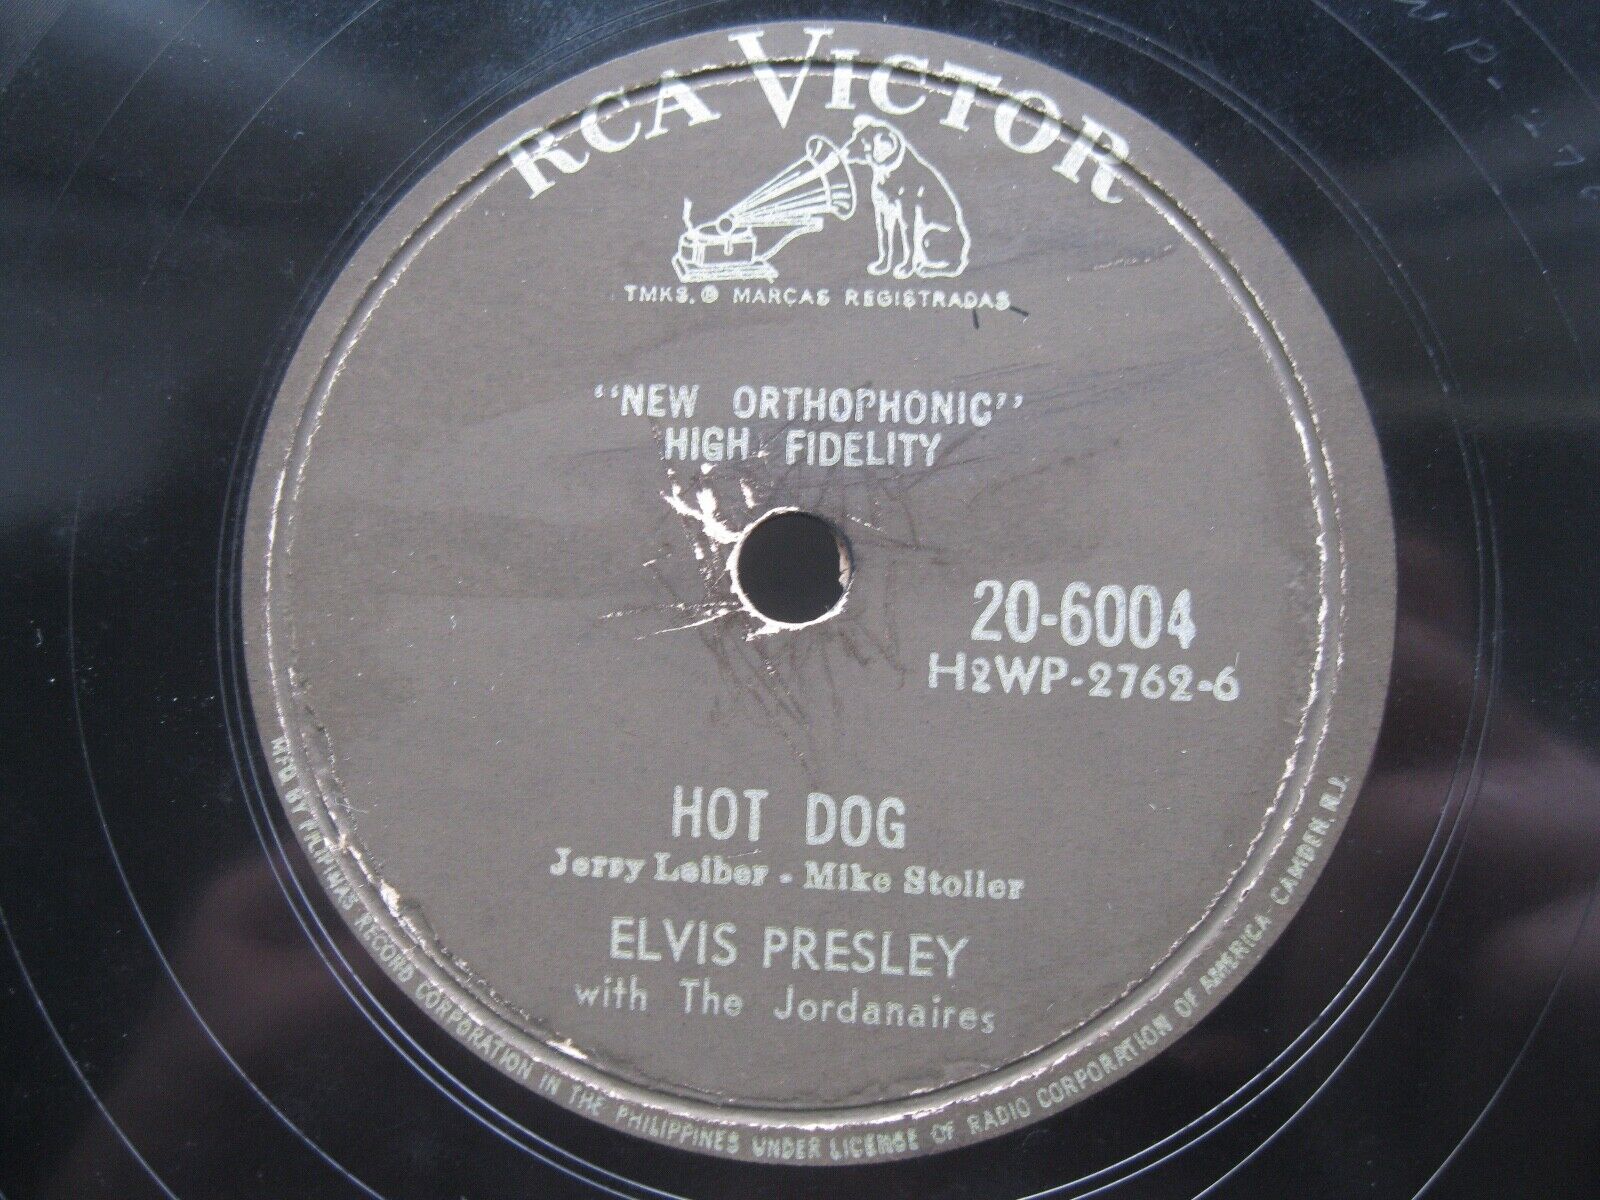 RCA VICTOR
TMKS. ® MARCAS REGISTRADAS
“NEW ORTHOPHONIC”
HIGH FIDELITY
20-6004
H2WP-2762-6
HOT DOG
Jerry Leiber - Mike Stoller
ELVIS PRESLEY
with The Jordanaires
MFG BY FILIPINAS RECORD CORPORATION IN THE PHILIPPINES UNDER LICENSE OF RADIO CORPORATION OF AMERICA CAMDEN, N.J.